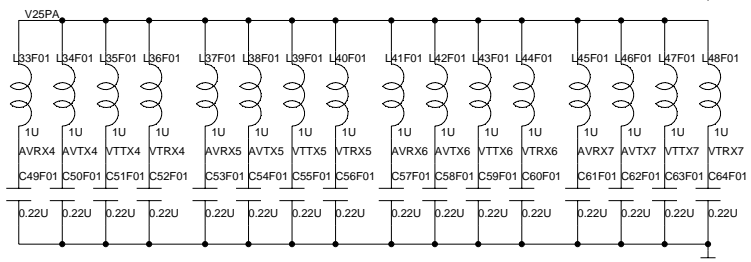 V25PA
L33F01 L34F01 L35F01 L36F01 L37F01 L38F01 L39F01 L40F01 L41F01 L42F01 L43F01 L44F01 L45F01 L46F01 L47F01 L48F01
1U 1U 1U 1U 1U 1U 1U 1U 1U 1U 1U 1U 1U 1U 1U 1U
AVRX4 AVTX4 VTTX4 VTRX4 AVRX5 AVTX5 VTTX5 VTRX5 AVRX6 AVTX6 VTTX6 VTRX6 AVRX7 AVTX7 VTTX7 VTRX7
C49F01 C50F01 C51F01 C52F01 C53F01 C54F01 C55F01 C56F01 C57F01 C58F01 C59F01 C60F01 C61F01 C62F01 C63F01 C64F01
0.22U 0.22U 0.22U 0.22U 0.22U 0.22U 0.22U 0.22U 0.22U 0.22U 0.22U 0.22U 0.22U 0.22U 0.22U 0.22U